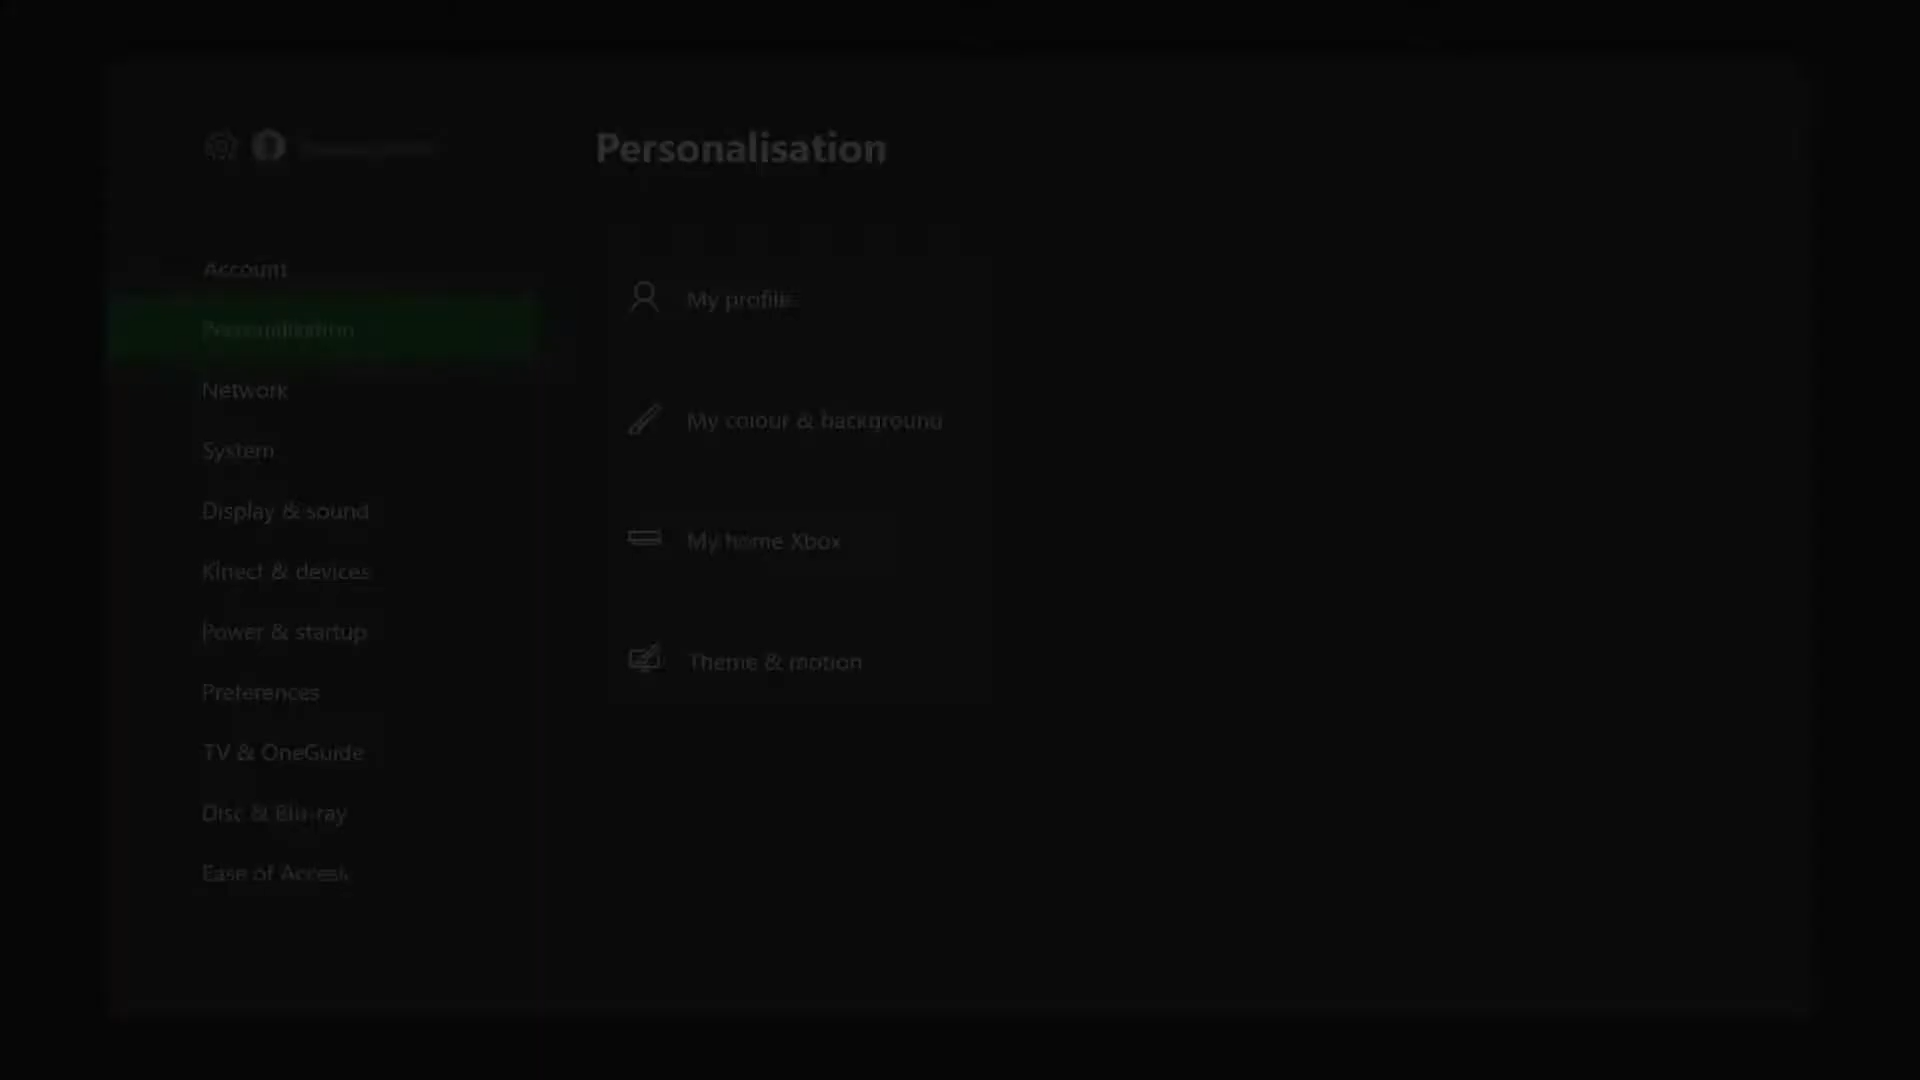 Personalisation
Account
Personalisation
Network
System
Display & sound
Kinect & devices
Power & startup
Preferences
TV & OneGuide
Disc & Blu-ray
Ease of Access
My profile
My colour & background
My home Xbox
Theme & motion